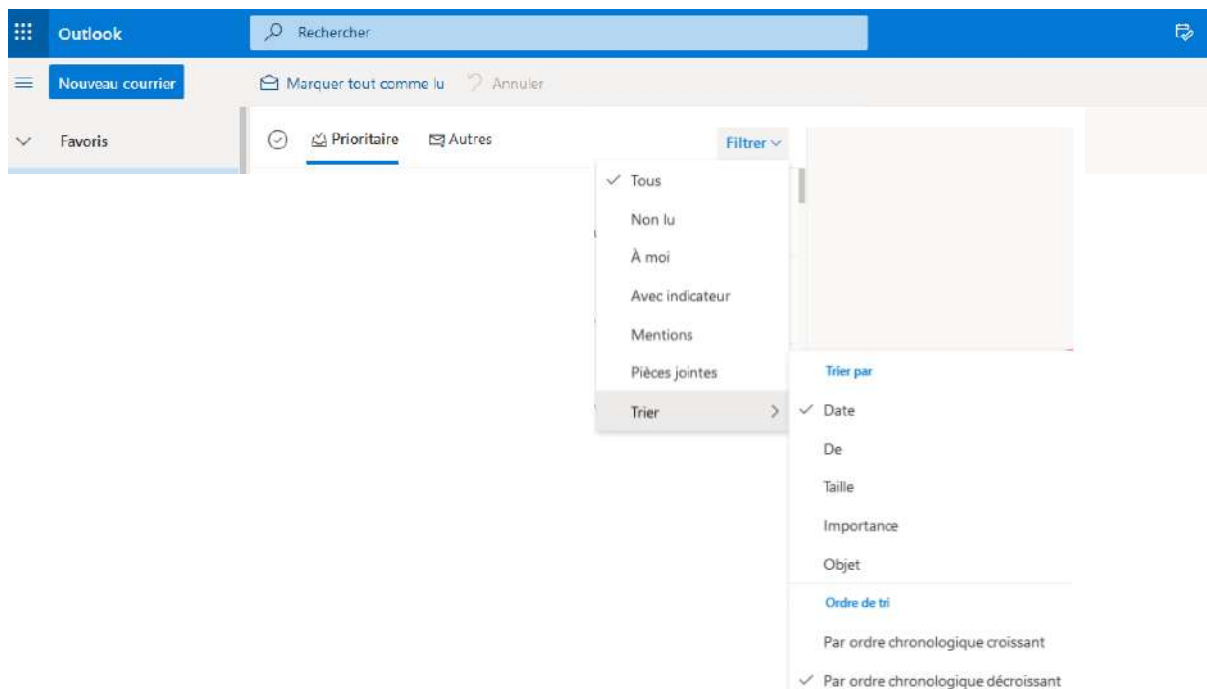 Outlook
Rechercher
Nouveau courrier
Marquer tout comme lu
Annuler
Favoris
Prioritaire
Autres
Filtrer
Tous
Non lu
À moi
Avec indicateur
Mentions
Pièces jointes
Trier
Trier par
Date
De
Taille
Importance
Objet
Ordre de tri
Par ordre chronologique croissant
Par ordre chronologique décroissant